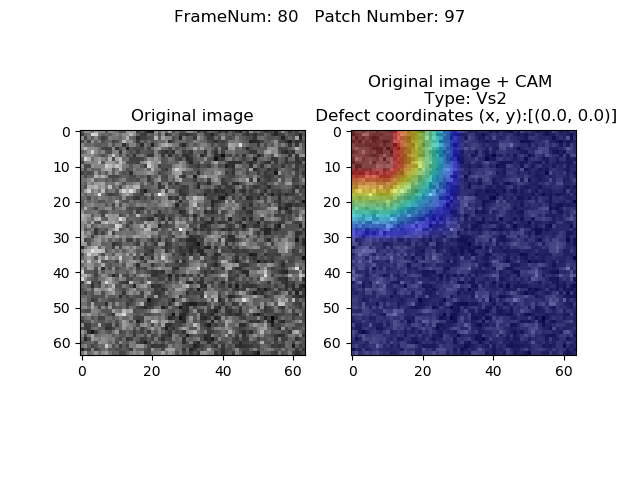 FrameNum: 80   Patch Number: 97
Original image
Original image + CAM
Type: Vs2
Defect coordinates (x, y):[(0.0, 0.0)]
0
10
20
30
40
50
60
0 20 40 60
0
10
20
30
40
50
60
0 20 40 60